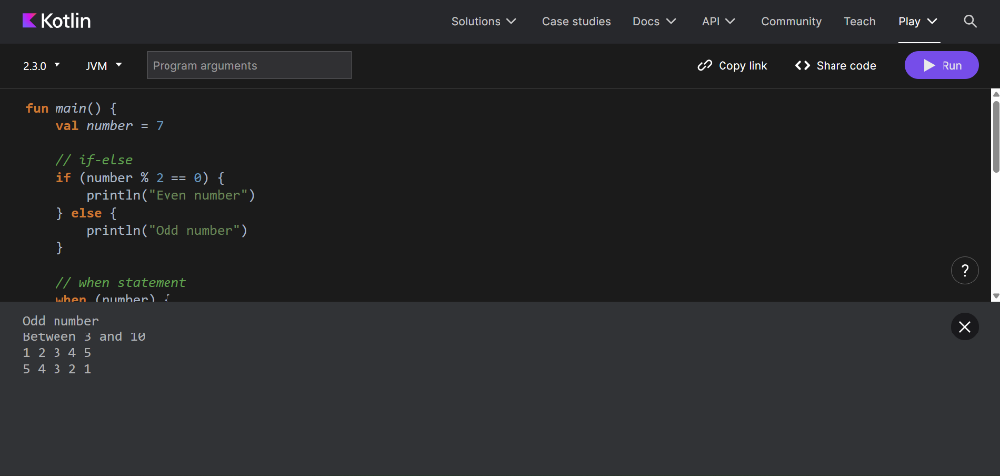 Kotlin Solutions Case studies Docs API Community Teach Play
2.3.0 JVM Program arguments Copy link <> Share code Run
fun main() {
    val number = 7

    // if-else
    if (number % 2 == 0) {
        println("Even number")
    } else {
        println("Odd number")
    }

    // when statement
    when (number) {
?
Odd number
Between 3 and 10
1 2 3 4 5
5 4 3 2 1